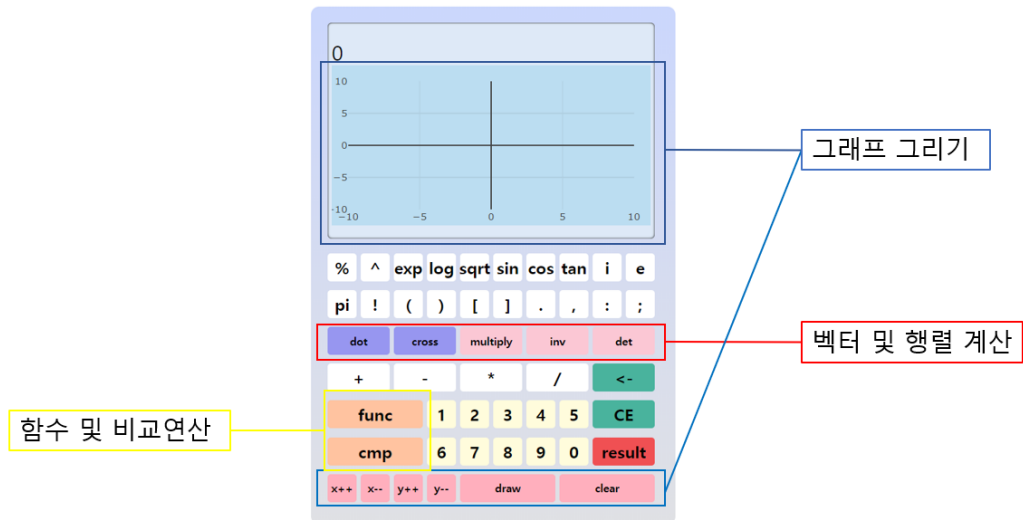 0
10
5
0
−5
-10
−10 −5 0 5 10
그래프 그리기
% ^ exp log sqrt sin cos tan i e
pi ! ( ) [ ] . , : ;
dot cross multiply inv det
벡터 및 행렬 계산
+ - * / <-
func 1 2 3 4 5 CE
함수 및 비교연산
cmp 6 7 8 9 0 result
x++ x-- y++ y-- draw clear